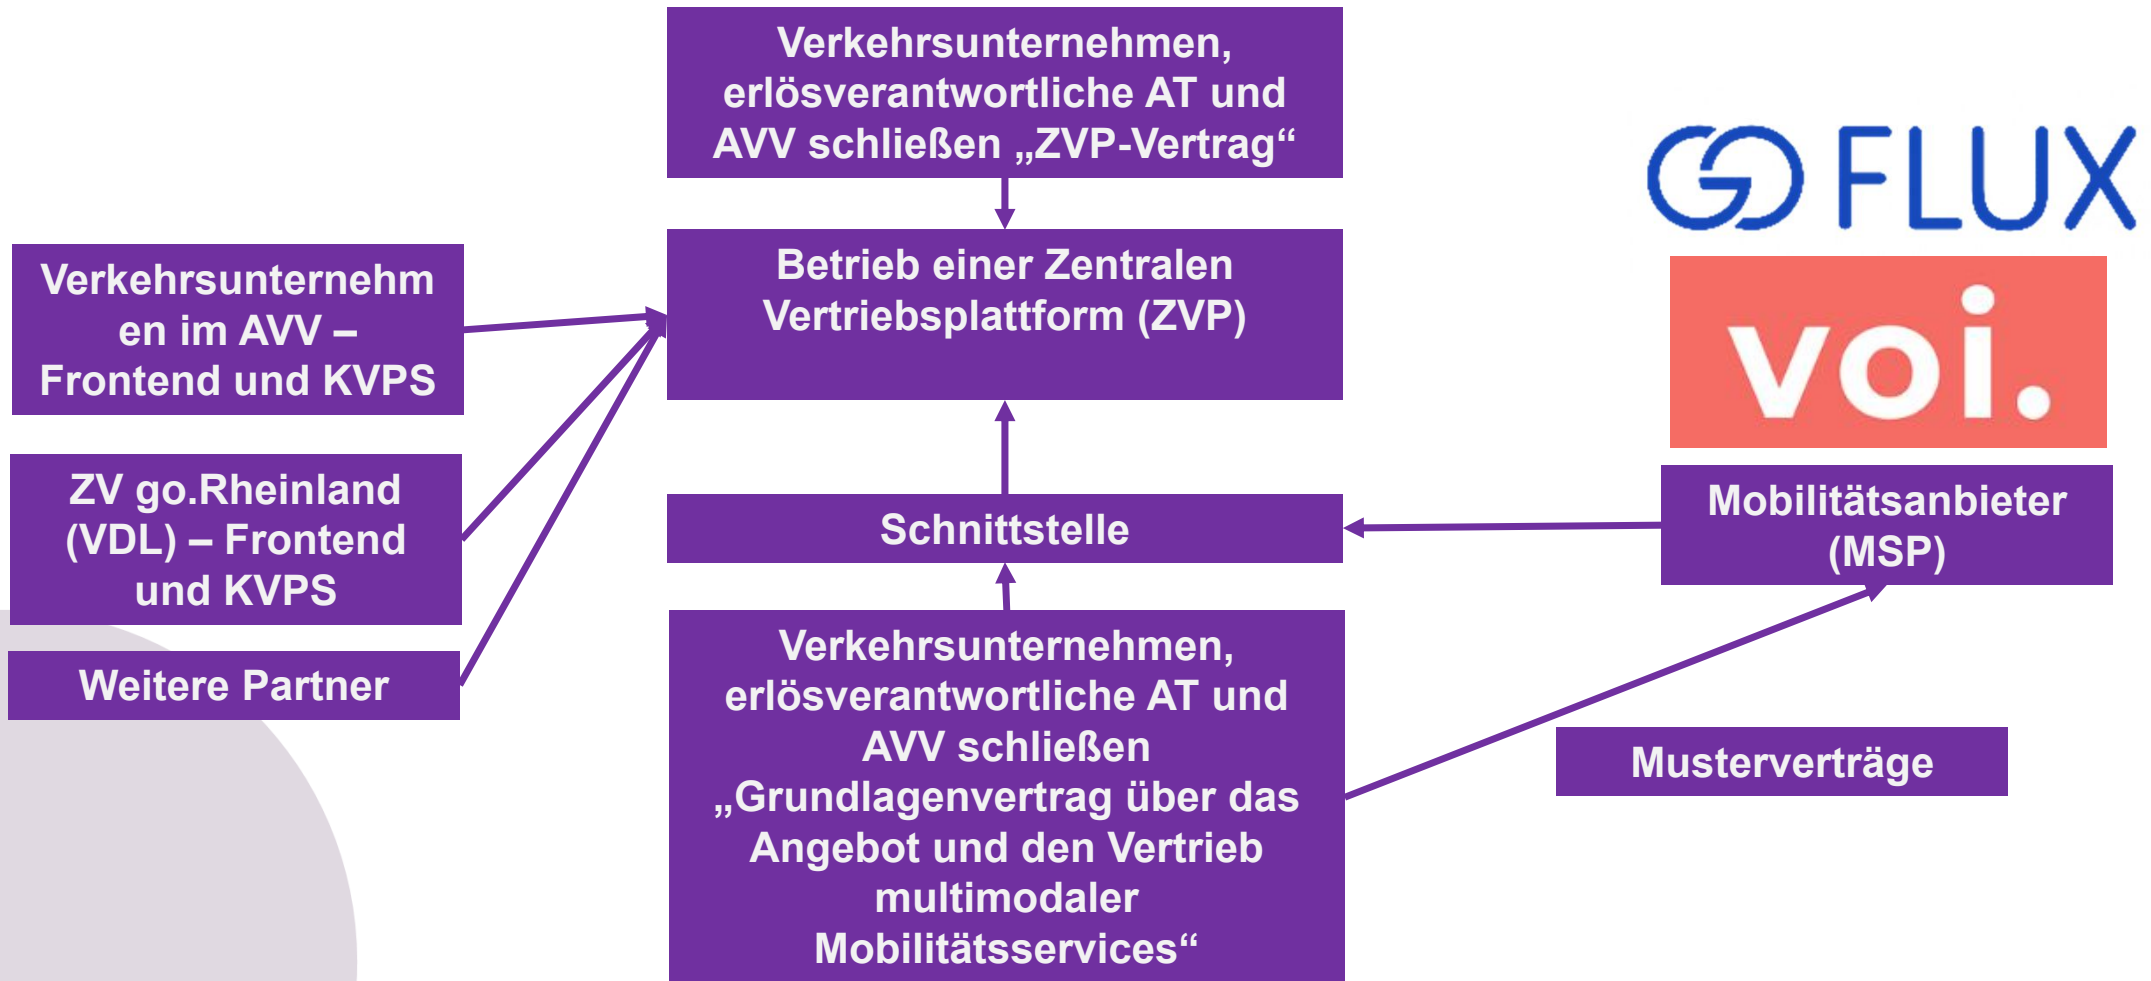 Verkehrsunternehmen,
erlösverantwortliche AT und
AVV schließen „ZVP-Vertrag“
Betrieb einer Zentralen
Vertriebsplattform (ZVP)
Verkehrsunternehm
en im AVV –
Frontend und KVPS
ZV go.Rheinland
(VDL) – Frontend
und KVPS
Weitere Partner
Schnittstelle
Verkehrsunternehmen,
erlösverantwortliche AT und
AVV schließen
„Grundlagenvertrag über das
Angebot und den Vertrieb
multimodaler
Mobilitätsservices“
GO FLUX
voi.
Mobilitätsanbieter
(MSP)
Musterverträge